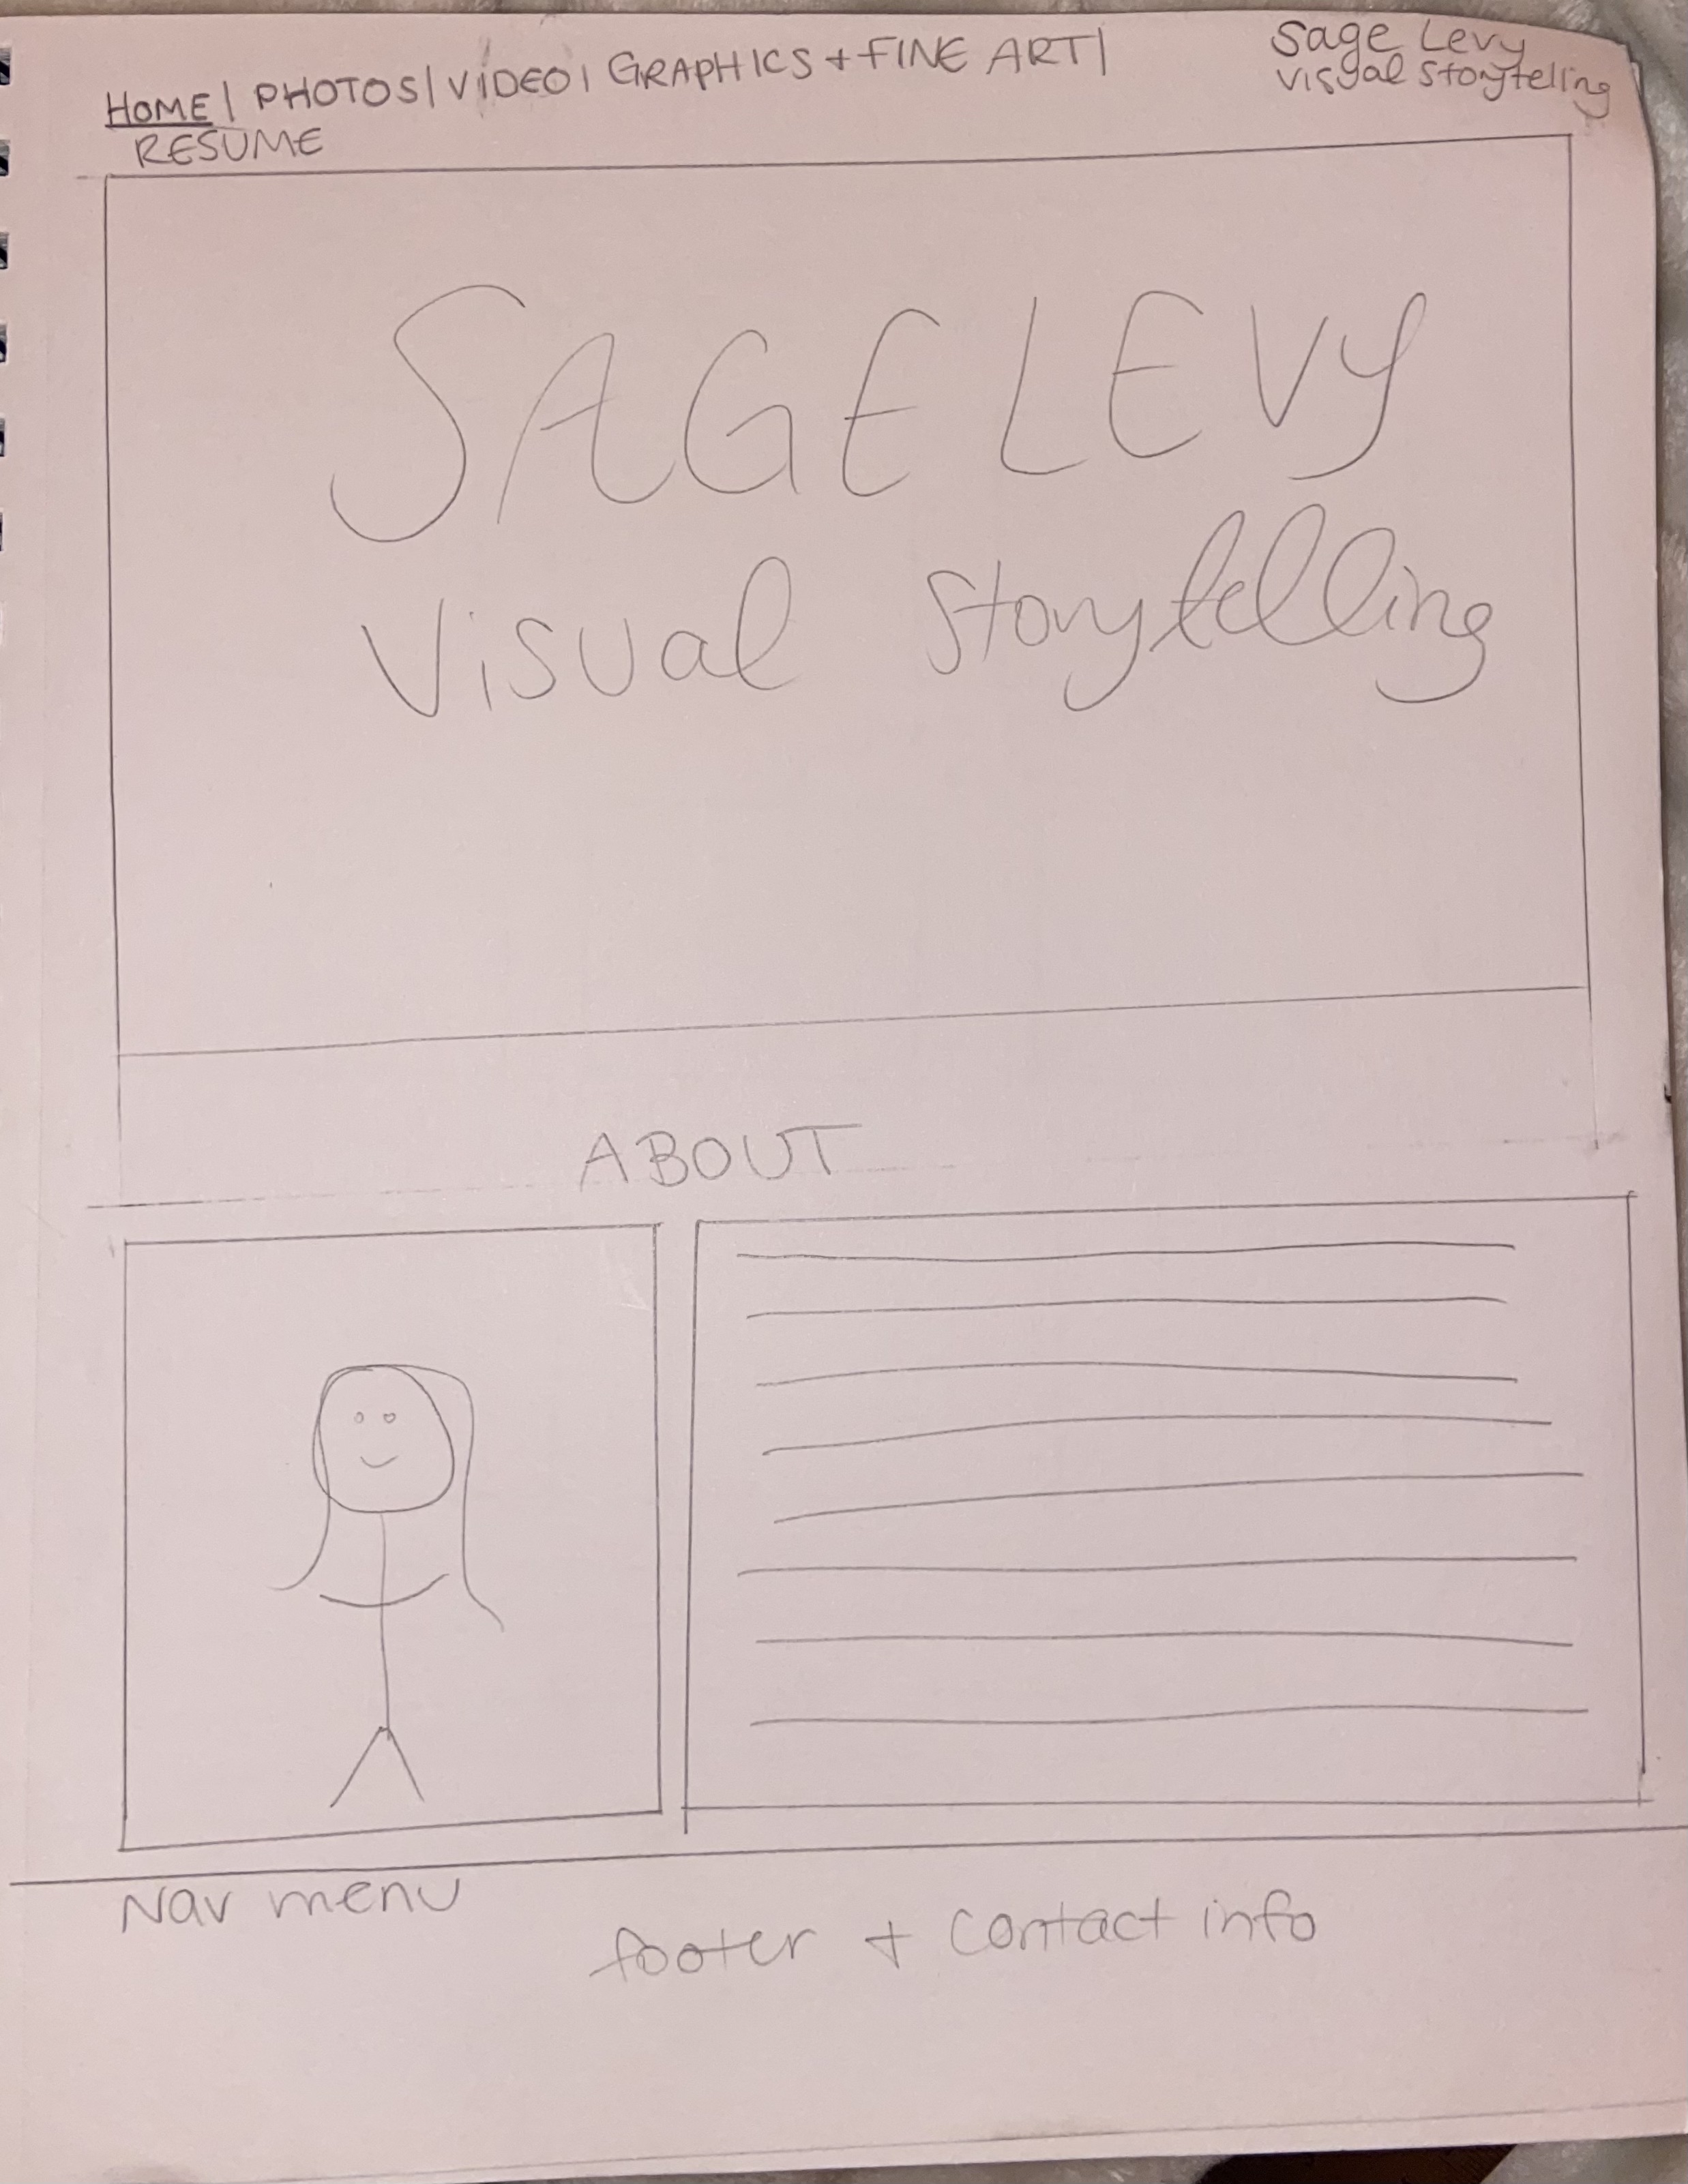 HOME | PHOTOS | VIDEO | GRAPHICS + FINE ART |
RESUME
Sage Levy
Visual Storytelling
SAGE LEVY
Visual Storytelling
ABOUT
Nav menu
footer + contact info